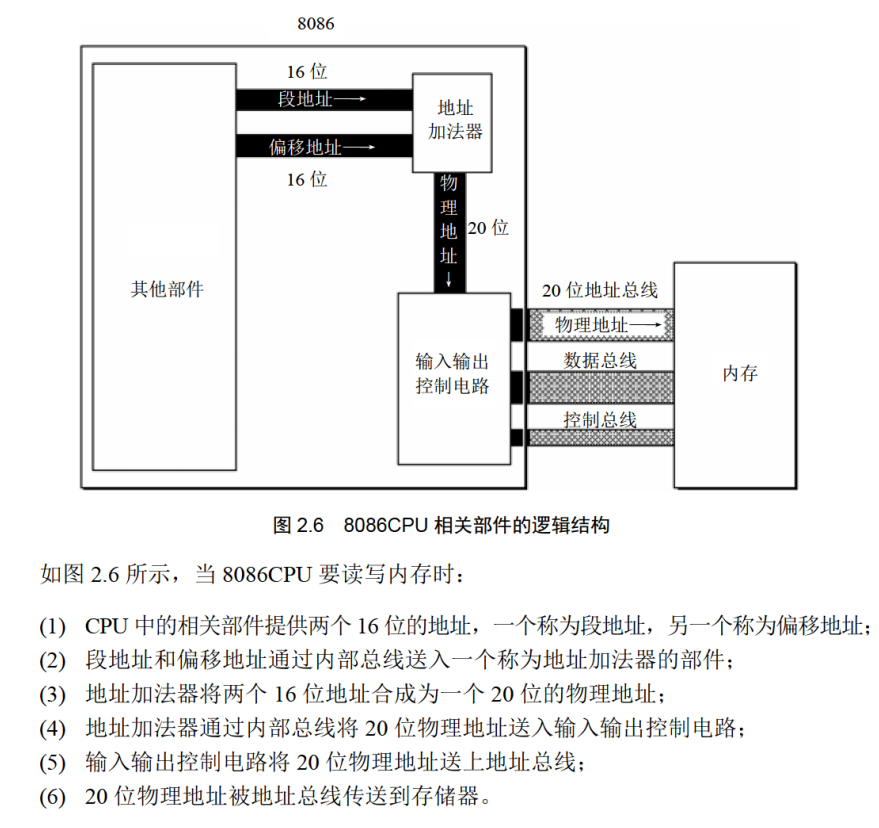 8086
16 位
段地址
地址
加法器
偏移地址
16 位
物
理
地
址
20 位
其他部件
20 位地址总线
物理地址
输入输出
控制电路
数据总线
内存
控制总线
图 2.6 8086CPU 相关部件的逻辑结构
如图 2.6 所示，当 8086CPU 要读写内存时：
(1) CPU 中的相关部件提供两个 16 位的地址，一个称为段地址，另一个称为偏移地址；
(2) 段地址和偏移地址通过内部总线送入一个称为地址加法器的部件；
(3) 地址加法器将两个 16 位地址合成为一个 20 位的物理地址；
(4) 地址加法器通过内部总线将 20 位物理地址送入输入输出控制电路；
(5) 输入输出控制电路将 20 位物理地址送上地址总线；
(6) 20 位物理地址被地址总线传送到存储器。